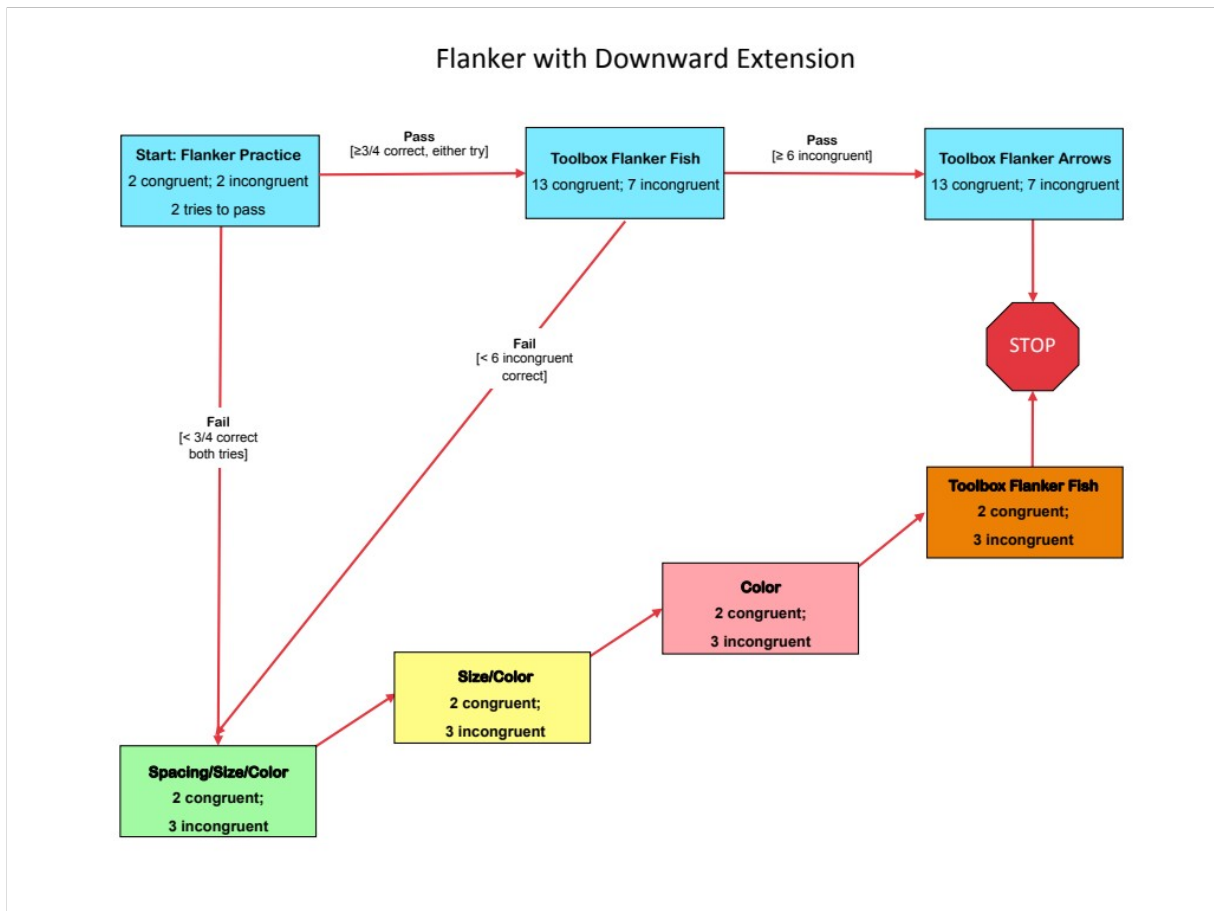 Flanker with Downward Extension
Start: Flanker Practice
2 congruent; 2 incongruent
2 tries to pass
Pass
[≥3/4 correct, either try]
Toolbox Flanker Fish
13 congruent; 7 incongruent
Pass
[≥ 6 incongruent]
Toolbox Flanker Arrows
13 congruent; 7 incongruent
Fail
[< 6 incongruent
correct]
STOP
Fail
[< 3/4 correct
both tries]
Toolbox Flanker Fish
2 congruent;
3 incongruent
Color
2 congruent;
3 incongruent
Size/Color
2 congruent;
3 incongruent
Spacing/Size/Color
2 congruent;
3 incongruent